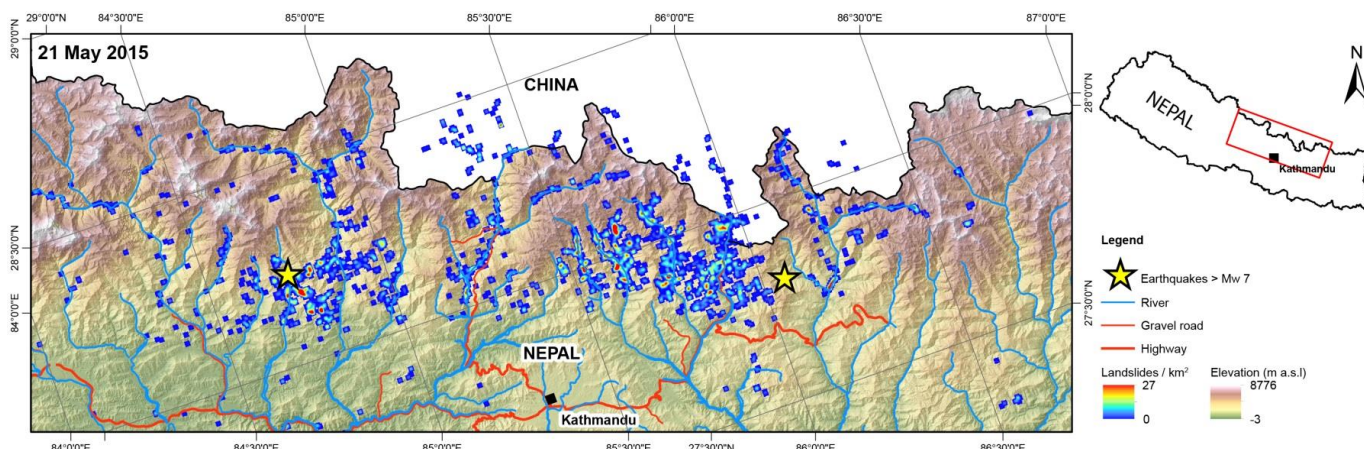 29°0'0"N
84°30'0"E
85°0'0"E
85°30'0"E
86°0'0"E
86°30'0"E
87°0'0"E
29°0'0"N
21 May 2015
CHINA
28°0'0"N
N
NEPAL
Kathmandu
28°30'0"N
84°0'0"E
27°30'0"N
NEPAL
Kathmandu
84°0'0"E
84°30'0"E
85°0'0"E
85°30'0"E
27°30'0"N
86°0'0"E
86°30'0"E
Legend
Earthquakes > Mw 7
River
Gravel road
Highway
Landslides / km²
Elevation (m a.s.l)
27
8776
0
-3